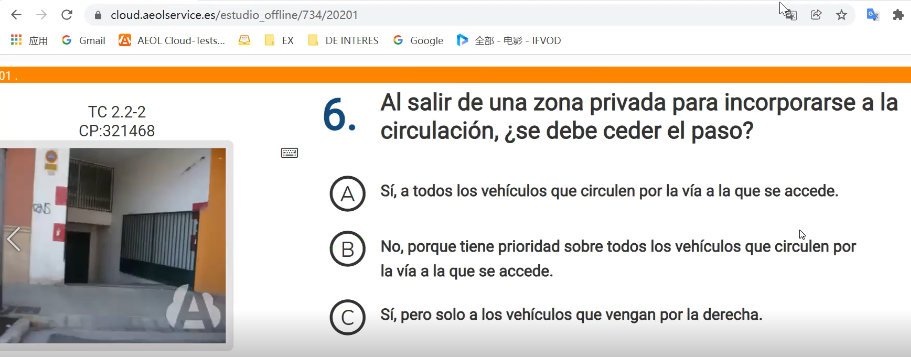 cloud.aeolservice.es/estudio_offline/734/20201
应用
Gmail
AEOL Cloud-Tests...
EX
DE INTERES
Google
全部 - 电影 - IFVOD
01 .
TC 2.2-2
CP:321468
6.
Al salir de una zona privada para incorporarse a la
circulación, ¿se debe ceder el paso?
A
Sí, a todos los vehículos que circulen por la vía a la que se accede.
B
No, porque tiene prioridad sobre todos los vehículos que circulen por
la vía a la que se accede.
C
Sí, pero solo a los vehículos que vengan por la derecha.